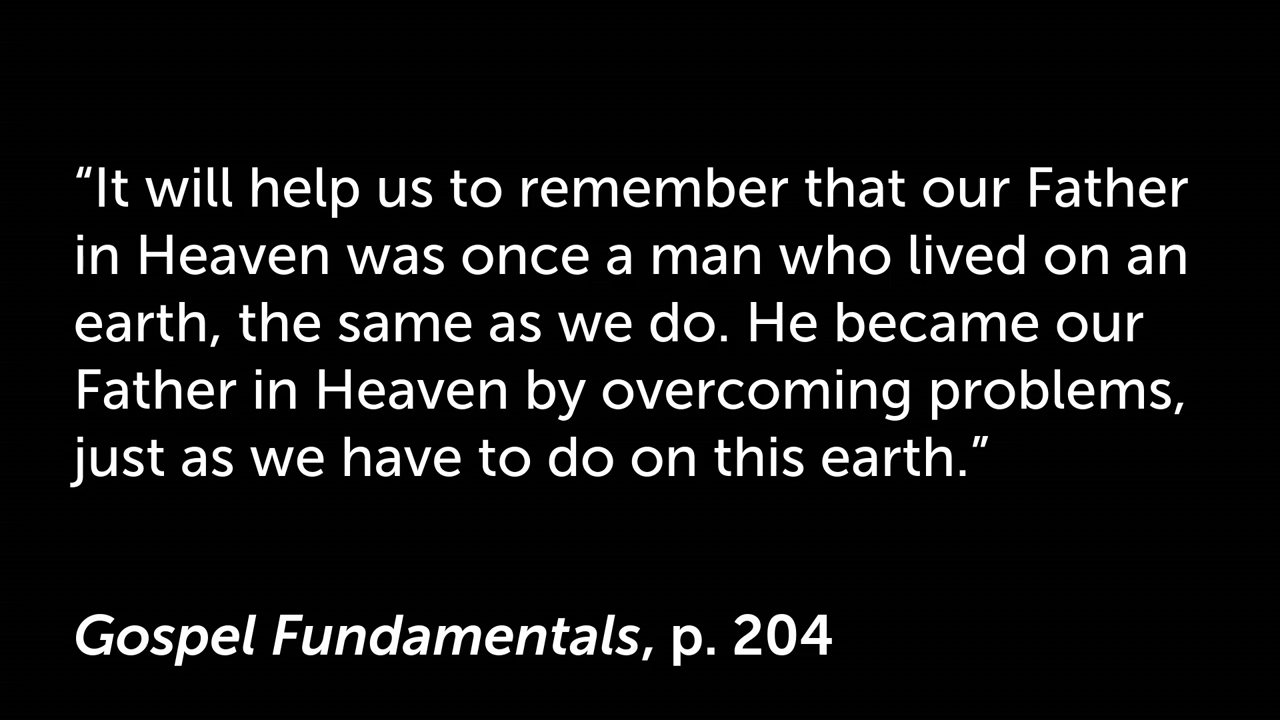 “It will help us to remember that our Father
in Heaven was once a man who lived on an
earth, the same as we do. He became our
Father in Heaven by overcoming problems,
just as we have to do on this earth.”
Gospel Fundamentals, p. 204